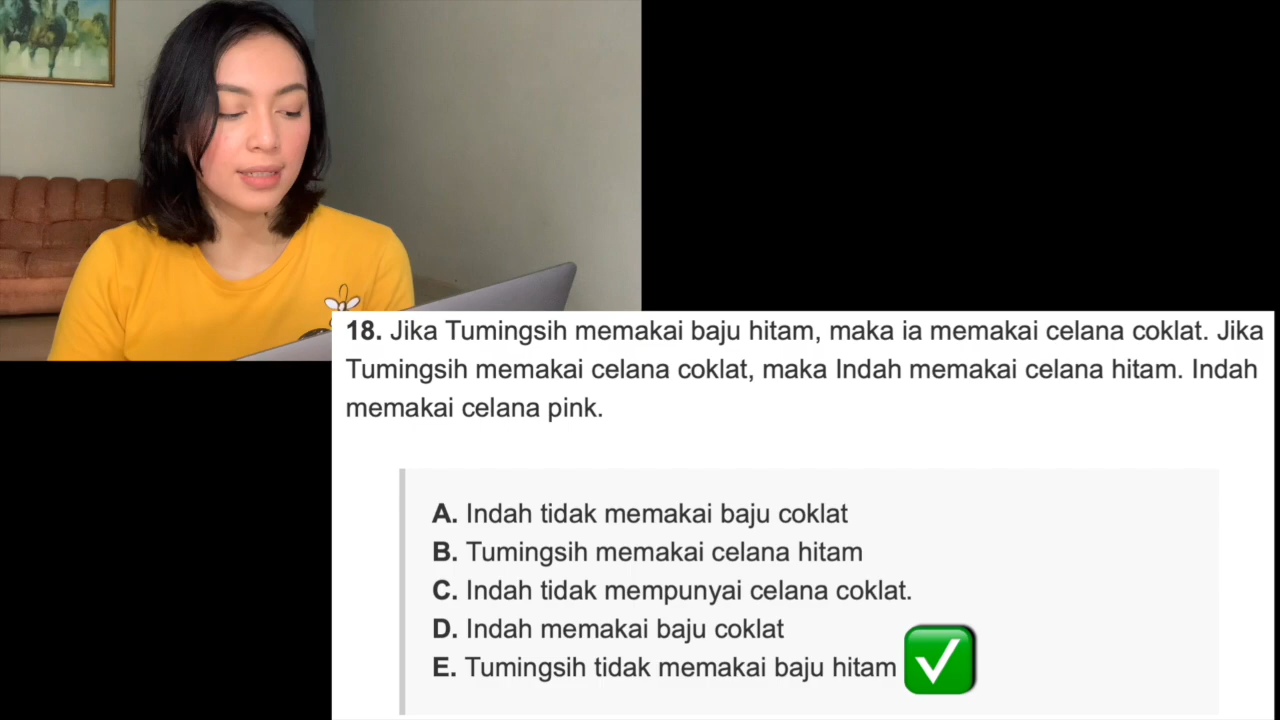 18. Jika Tumingsih memakai baju hitam, maka ia memakai celana coklat. Jika
Tumingsih memakai celana coklat, maka Indah memakai celana hitam. Indah
memakai celana pink.
A. Indah tidak memakai baju coklat
B. Tumingsih memakai celana hitam
C. Indah tidak mempunyai celana coklat.
D. Indah memakai baju coklat
E. Tumingsih tidak memakai baju hitam